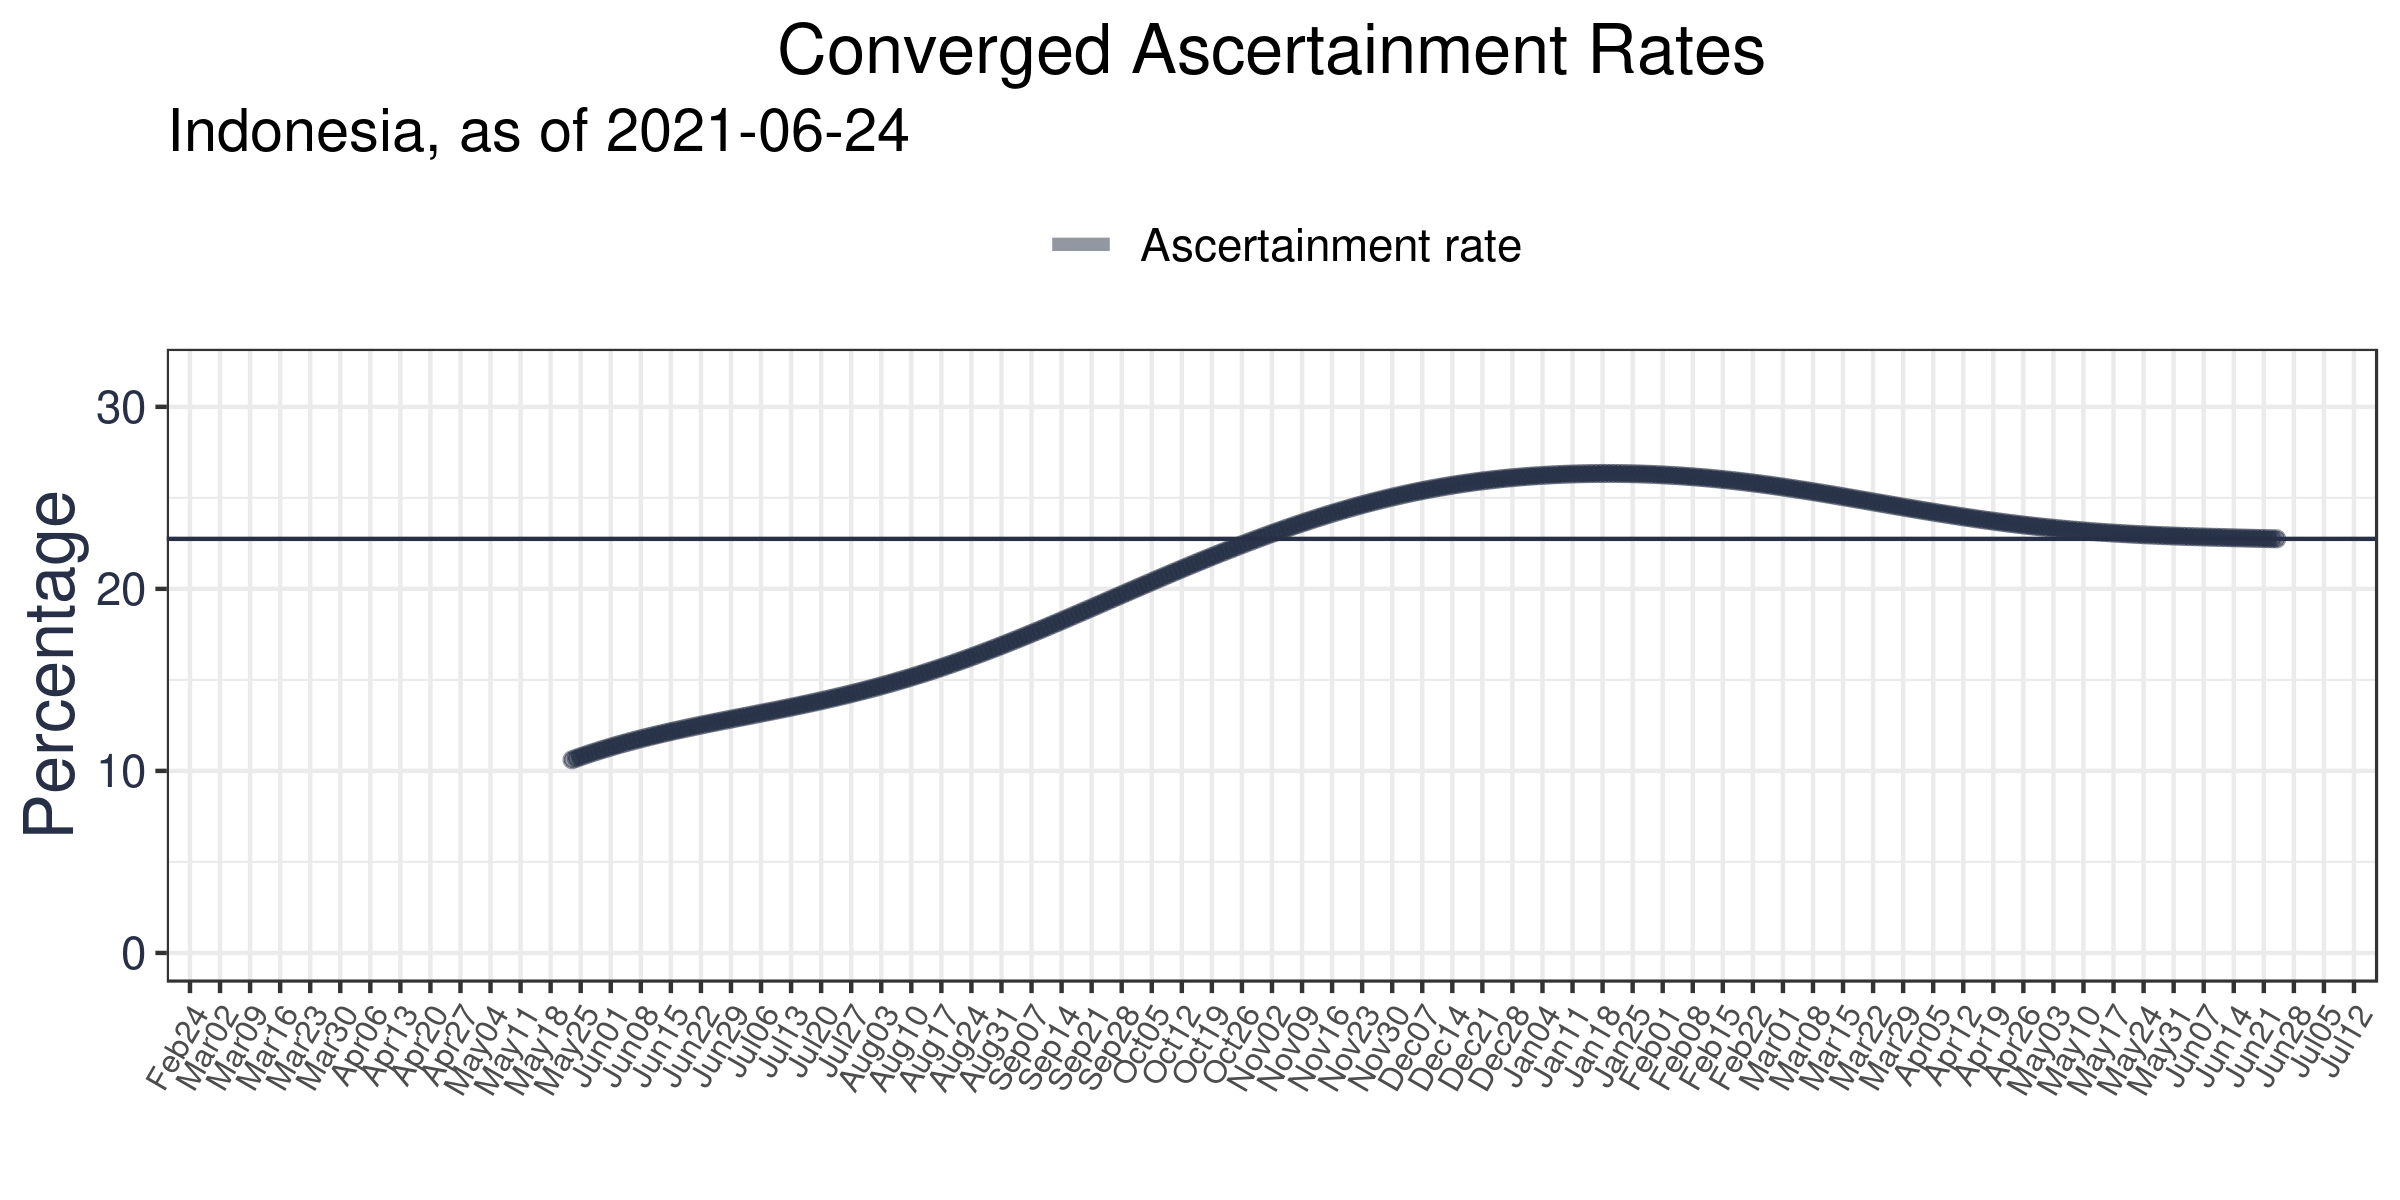 Converged Ascertainment Rates
Indonesia, as of 2021-06-24
Ascertainment rate
Percentage
30
20
10
0
Feb24
Mar02
Mar09
Mar16
Mar23
Mar30
Apr06
Apr13
Apr20
Apr27
May04
May11
May18
May25
Jun01
Jun08
Jun15
Jun22
Jun29
Jul06
Jul13
Jul20
Jul27
Aug03
Aug10
Aug17
Aug24
Aug31
Sep07
Sep14
Sep21
Sep28
Oct05
Oct12
Oct19
Oct26
Nov02
Nov09
Nov16
Nov23
Nov30
Dec07
Dec14
Dec21
Dec28
Jan04
Jan11
Jan18
Jan25
Feb01
Feb08
Feb15
Feb22
Mar01
Mar08
Mar15
Mar22
Mar29
Apr05
Apr12
Apr19
Apr26
May03
May10
May17
May24
May31
Jun07
Jun14
Jun21
Jun28
Jul05
Jul12